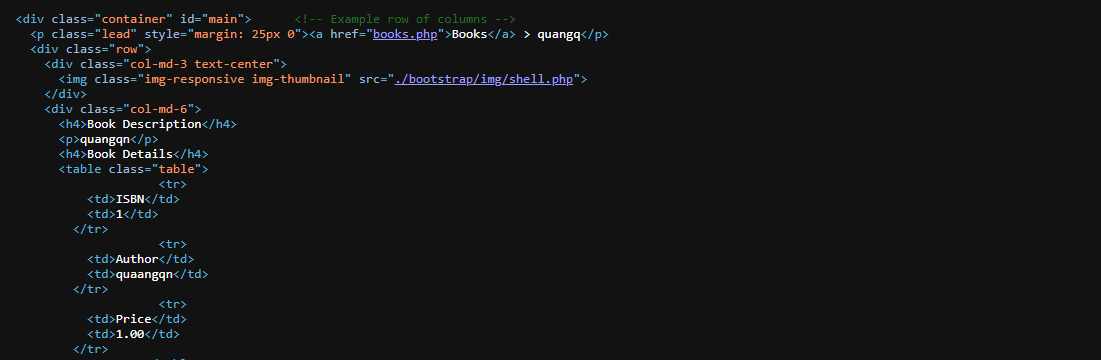 <div class="container" id="main">      <!-- Example row of columns -->
  <p class="lead" style="margin: 25px 0"><a href="books.php">Books</a> > quangq</p>
  <div class="row">
    <div class="col-md-3 text-center">
      <img class="img-responsive img-thumbnail" src="./bootstrap/img/shell.php">
    </div>
    <div class="col-md-6">
      <h4>Book Description</h4>
      <p>quangqn</p>
      <h4>Book Details</h4>
      <table class="table">
                    <tr>
          <td>ISBN</td>
          <td>1</td>
        </tr>
                    <tr>
          <td>Author</td>
          <td>quaangqn</td>
        </tr>
                    <tr>
          <td>Price</td>
          <td>1.00</td>
        </tr>